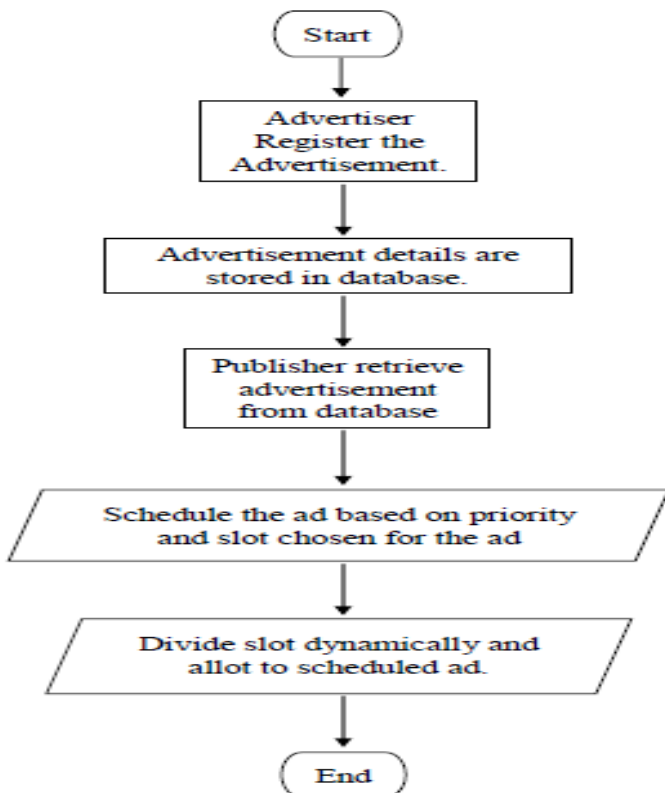 Start
Advertiser
Register the
Advertisement.
Advertisement details are
stored in database.
Publisher retrieve
advertisement
from database
Schedule the ad based on priority
and slot chosen for the ad
Divide slot dynamically and
allot to scheduled ad.
End